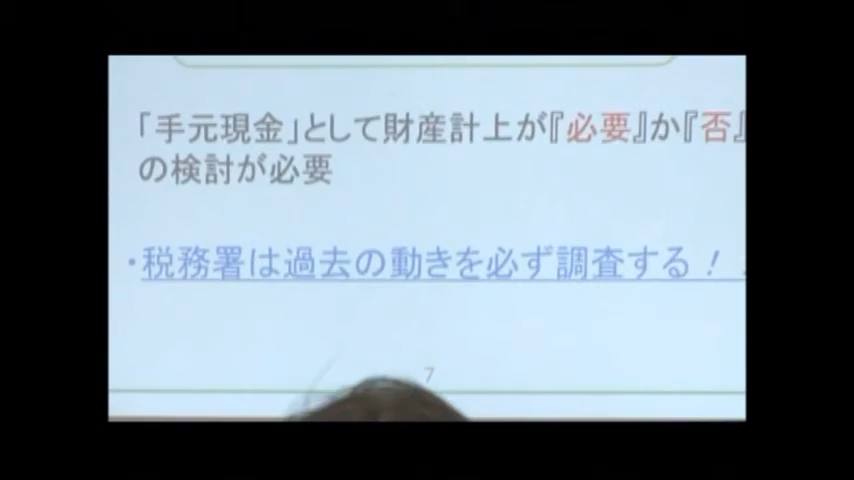 「手元現金」として財産計上が『必要』か『否』
の検討が必要
・税務署は過去の動きを必ず調査する！
7